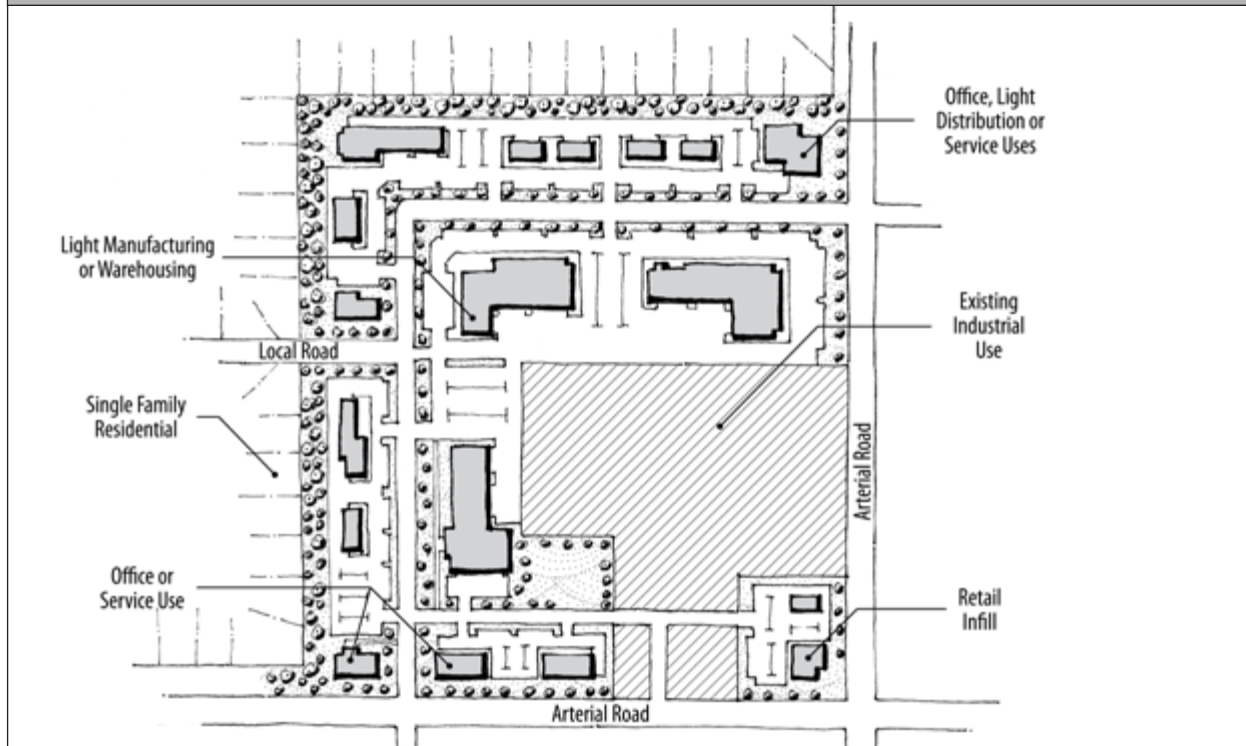 Office, Light
Distribution or
Service Uses
Light Manufacturing
or Warehousing
Existing
Industrial
Use
Local Road
Single Family
Residential
Arterial Road
Office or
Service Use
Retail
Infill
Arterial Road